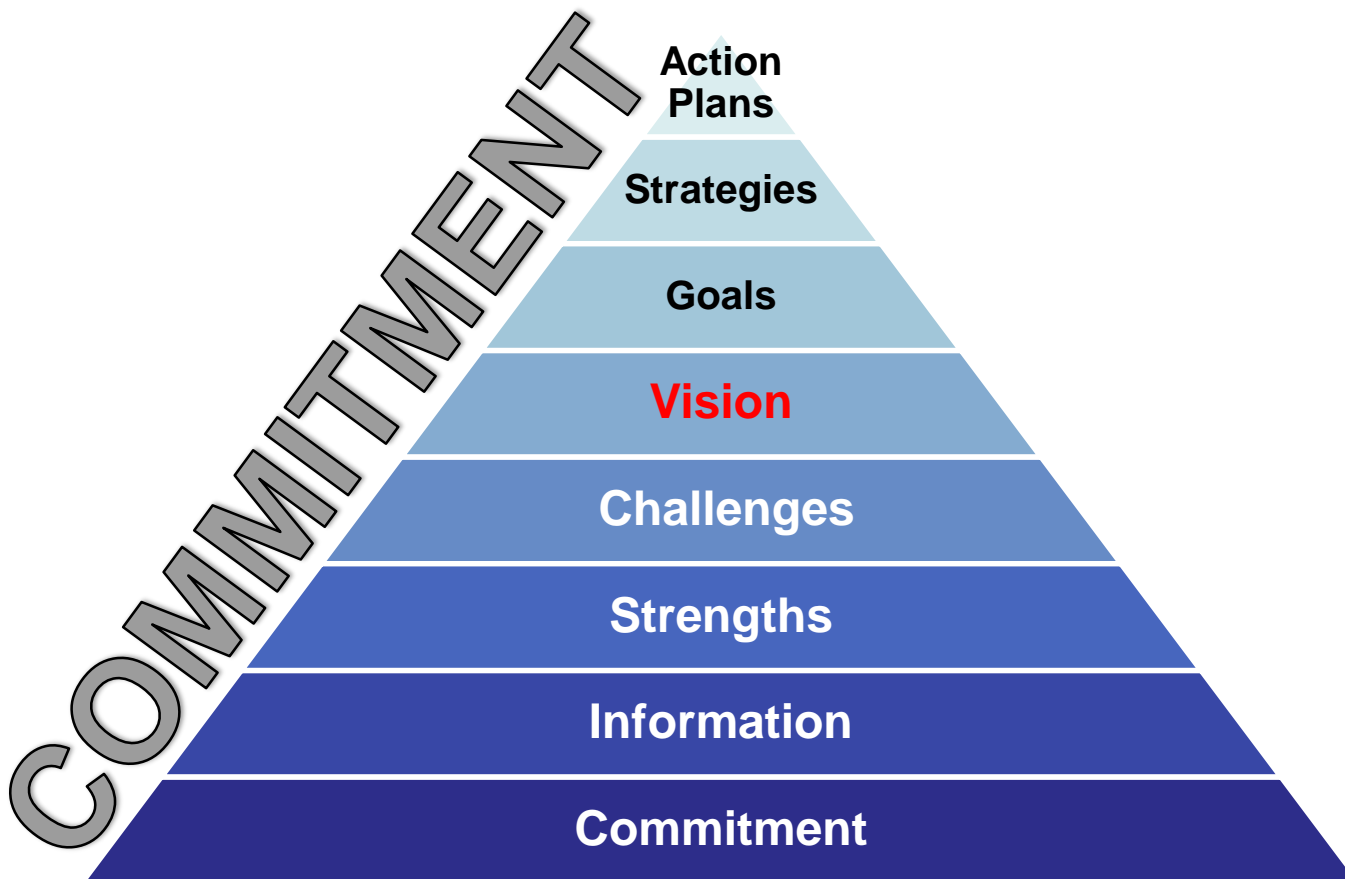 COMMITMENT
Action
Plans
Strategies
Goals
Vision
Challenges
Strengths
Information
Commitment